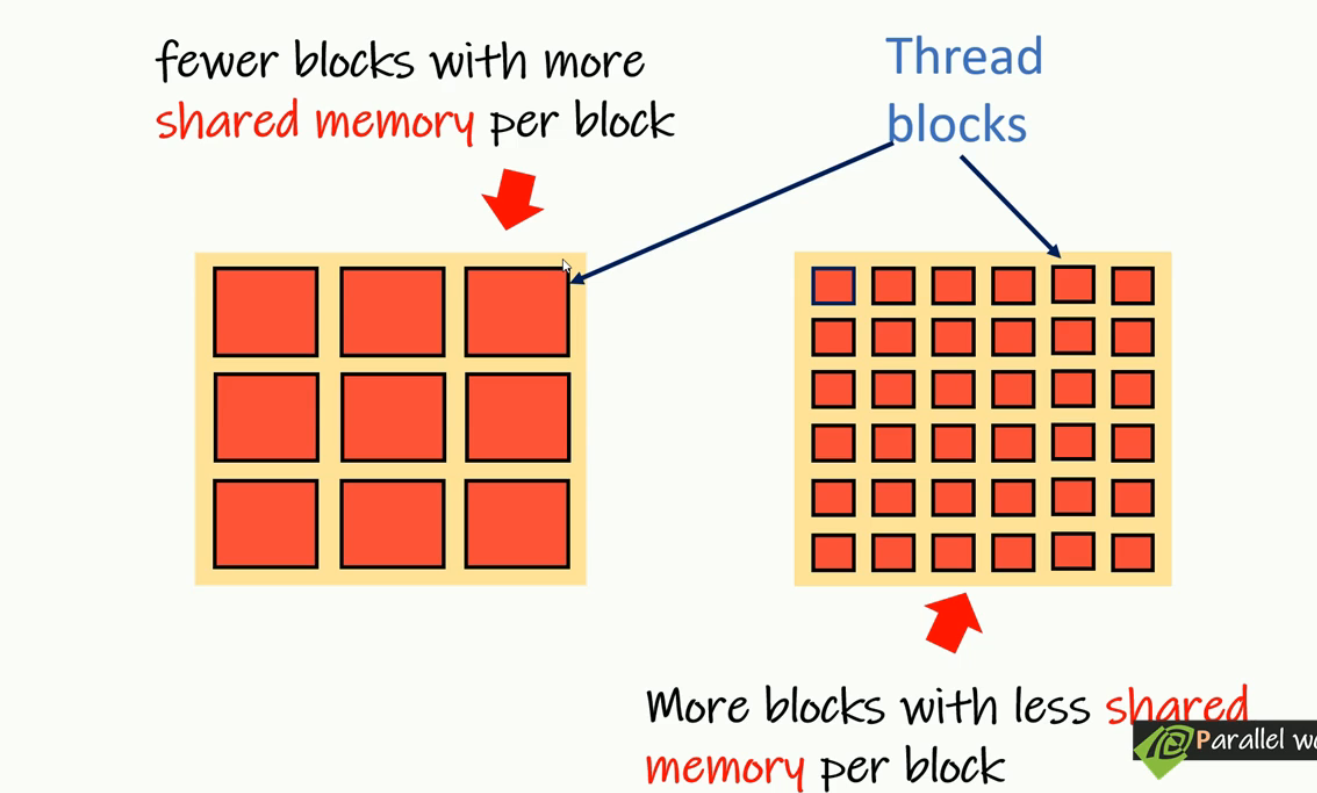 fewer blocks with more
shared memory per block
Thread
blocks
More blocks with less shared
memory per block
Parallel